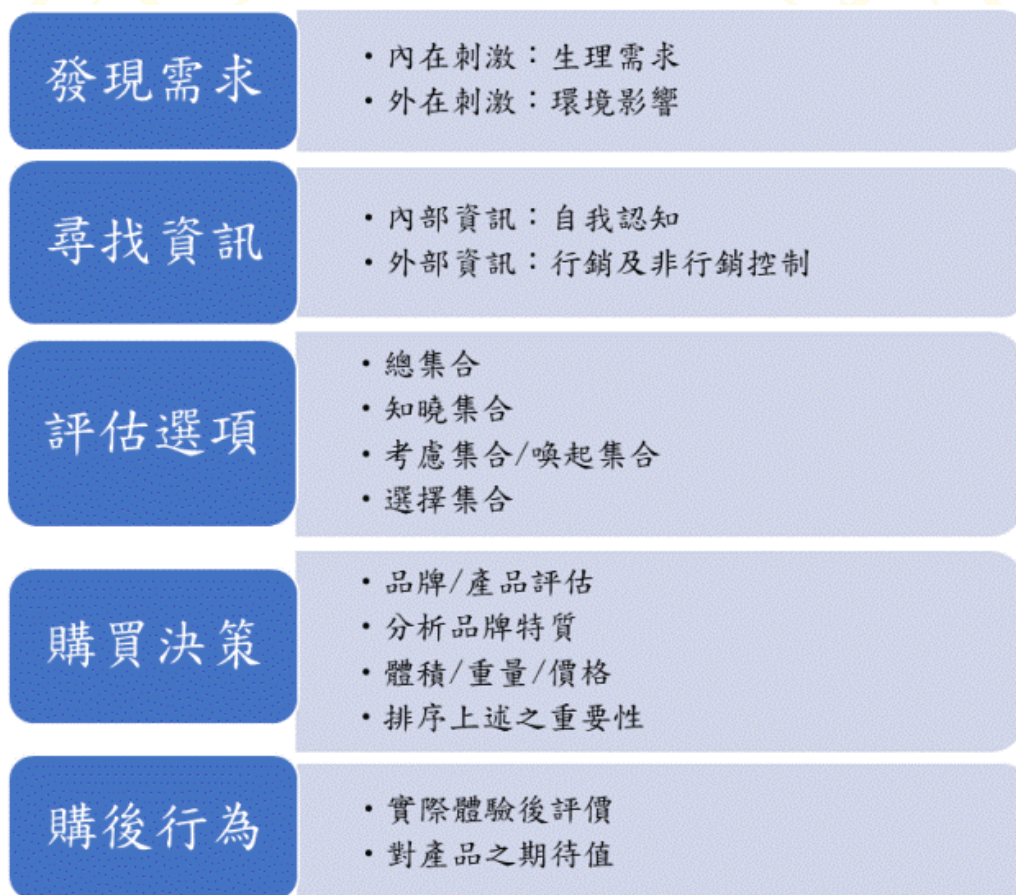 發現需求
・內在刺激：生理需求
・外在刺激：環境影響
尋找資訊
・內部資訊：自我認知
・外部資訊：行銷及非行銷控制
評估選項
・總集合
・知曉集合
・考慮集合/喚起集合
・選擇集合
購買決策
・品牌/產品評估
・分析品牌特質
・體積/重量/價格
・排序上述之重要性
購後行為
・實際體驗後評價
・對產品之期待值